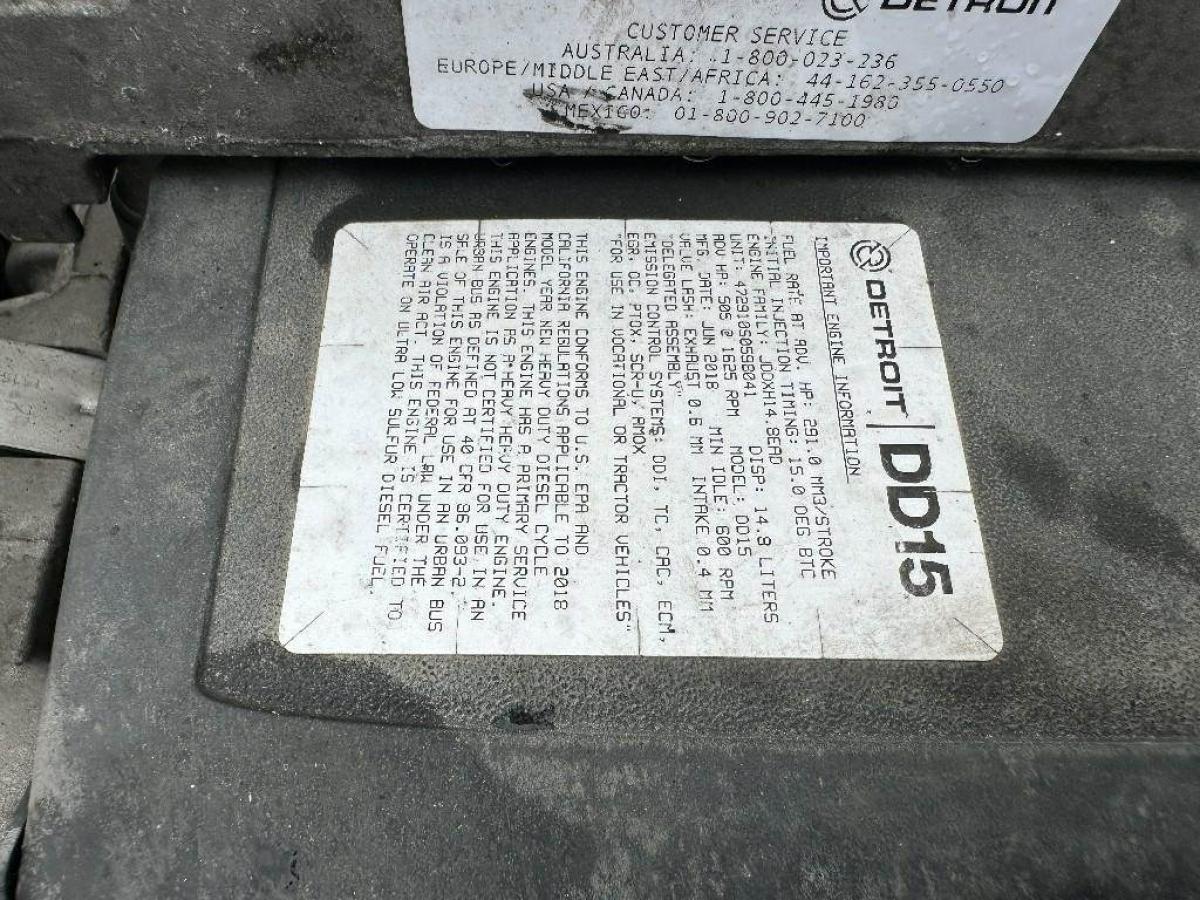 DETROIT
CUSTOMER SERVICE
AUSTRALIA: 1-800-023-236
EUROPE/MIDDLE EAST/AFRICA: 44-162-355-0550
USA / CANADA: 1-800-445-1980
MEXICO: 01-800-902-7100
DETROIT DD15
IMPORTANT ENGINE INFORMATION
FUEL RATE AT ADV. HP: 291.0 MM3/STROKE
INITIAL INJECTION TIMING: 15.0 DEG BTC
ENGINE FAMILY: JDDXH14.8EAD DISP: 14.8 LITERS
UNIT: 472910S0598041 MODEL: DD15
ADV HP: 505 @ 1625 RPM MIN IDLE: 600 RPM
MFG. DATE: JUN 2018
VALVE LASH: EXHAUST 0.6 MM INTAKE 0.4 MM
"DELEGATED ASSEMBLY"
EMISSION CONTROL SYSTEMS: DDI, TC, CAC, ECM,
EGR, OC, PTOX, SCR-U, AMOX
"FOR USE IN VOCATIONAL OR TRACTOR VEHICLES"
THIS ENGINE CONFORMS TO U.S. EPA AND
CALIFORNIA REGULATIONS APPLICABLE TO 2018
MODEL YEAR NEW HEAVY DUTY DIESEL CYCLE
ENGINES. THIS ENGINE HAS A PRIMARY SERVICE
APPLICATION AS A HEAVY HEAVY DUTY ENGINE.
THIS ENGINE IS NOT CERTIFIED FOR USE IN AN
URBAN BUS AS DEFINED AT 40 CFR 86.093-2.
SALE OF THIS ENGINE FOR USE IN AN URBAN BUS
IS A VIOLATION OF FEDERAL LAW UNDER THE
CLEAN AIR ACT. THIS ENGINE IS CERTIFIED TO
OPERATE ON ULTRA LOW SULFUR DIESEL FUEL.